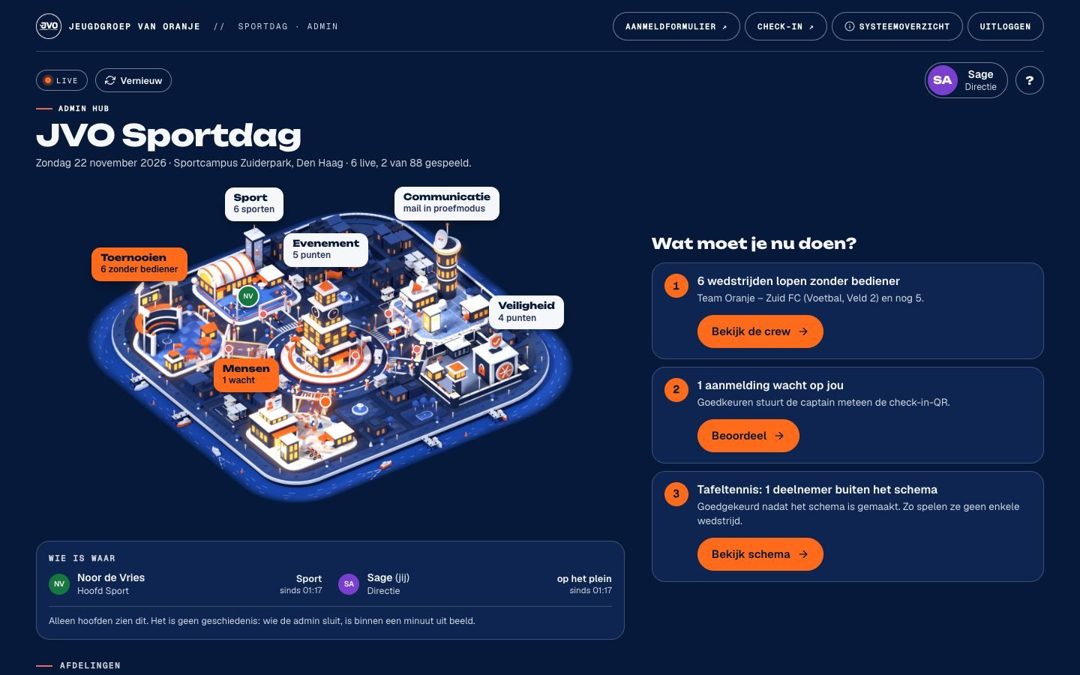 JVO JEUGDGROEP VAN ORANJE // SPORTDAG · ADMIN
AANMELDFORMULIER ↗
CHECK-IN ↗
SYSTEEMOVERZICHT
UITLOGGEN
LIVE
Vernieuw
SA
Sage
Directie
?
ADMIN HUB
JVO Sportdag
Zondag 22 november 2026 · Sportcampus Zuiderpark, Den Haag · 6 live, 2 van 88 gespeeld.
Sport
6 sporten
Communicatie
mail in proefmodus
Evenement
5 punten
Toernooien
6 zonder bediener
NV
Veiligheid
4 punten
Mensen
1 wacht
Wat moet je nu doen?
1
6 wedstrijden lopen zonder bediener
Team Oranje – Zuid FC (Voetbal, Veld 2) en nog 5.
Bekijk de crew →
2
1 aanmelding wacht op jou
Goedkeuren stuurt de captain meteen de check-in-QR.
Beoordeel →
3
Tafeltennis: 1 deelnemer buiten het schema
Goedgekeurd nadat het schema is gemaakt. Zo spelen ze geen enkele
wedstrijd.
Bekijk schema →
WIE IS WAAR
NV
Noor de Vries
Hoofd Sport
Sport
sinds 01:17
SA
Sage (jij)
Directie
op het plein
sinds 01:17
Alleen hoofden zien dit. Het is geen geschiedenis: wie de admin sluit, is binnen een minuut uit beeld.
AFDELINGEN